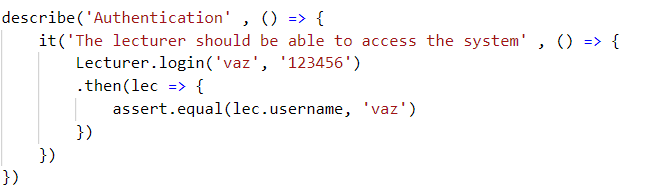 describe('Authentication' , () => {
    it('The lecturer should be able to access the system' , () => {
        Lecturer.login('vaz', '123456')
        .then(lec => {
            assert.equal(lec.username, 'vaz')
        })
    })
})